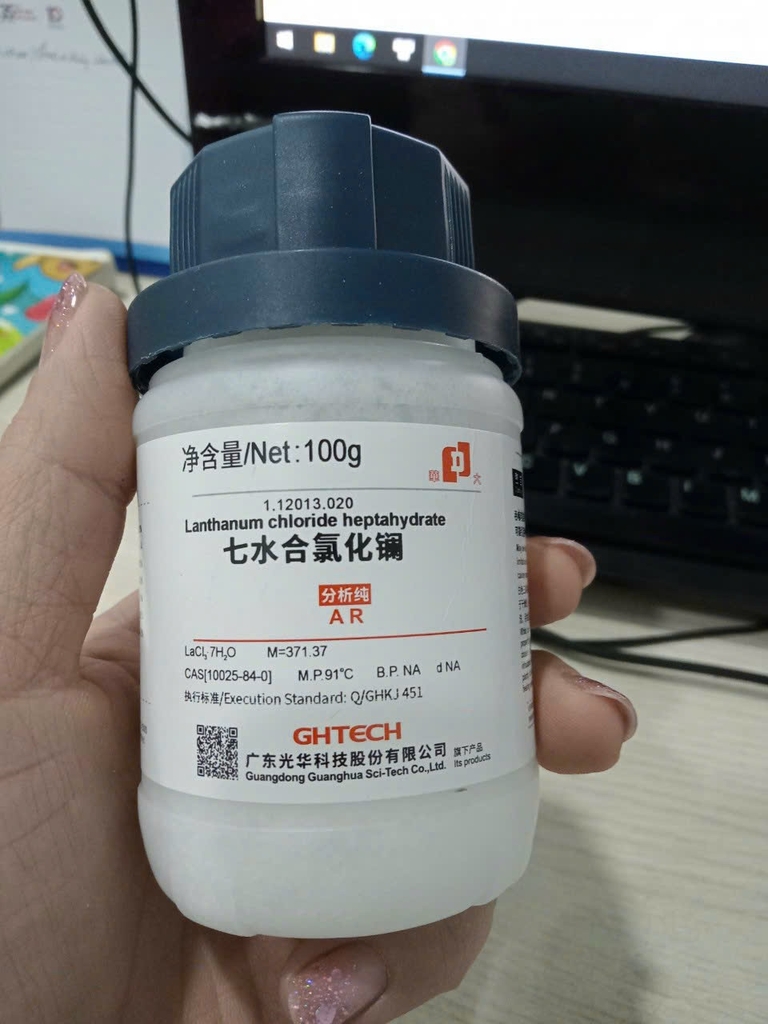 净含量/Net:100g
璋 文
1.12013.020
Lanthanum chloride heptahydrate
七水合氯化镧
分析纯
AR
LaCl₃·7H₂O M=371.37
CAS[10025-84-0] M.P.91°C B.P. NA d NA
执行标准/Execution Standard: Q/GHKJ 451
GHTECH
广东光华科技股份有限公司 旗下产品
Guangdong Guanghua Sci-Tech Co.,Ltd. Its products